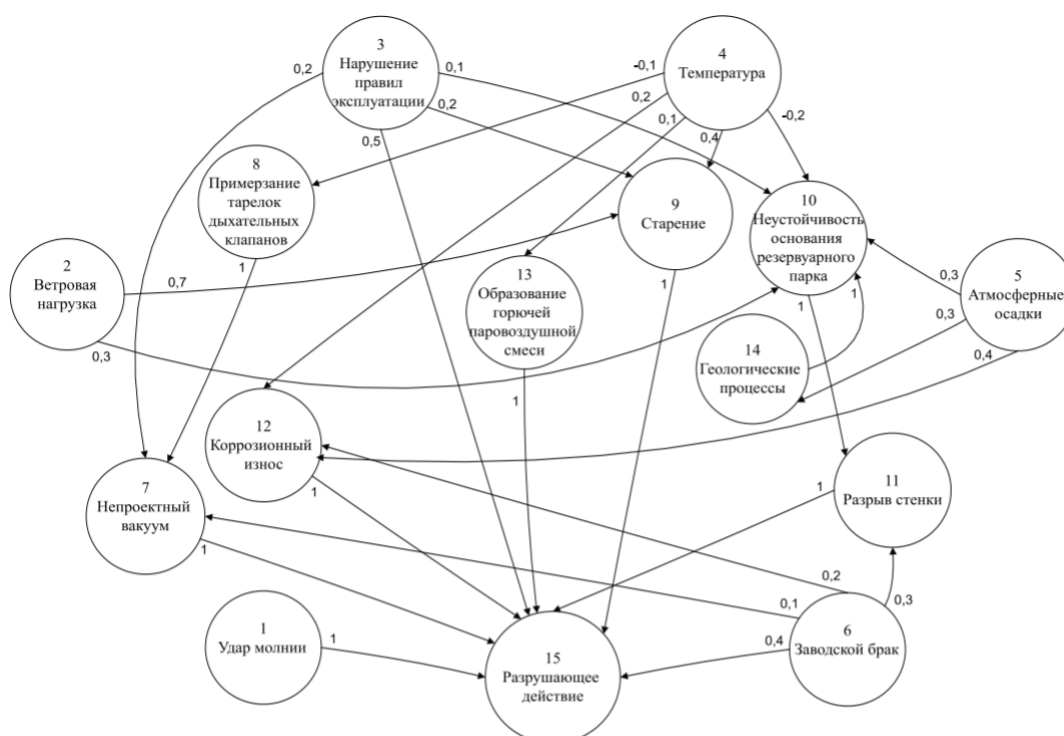 3
Нарушение
правил
эксплуатации
4
Температура
0,2
0,1
0,2
0,5
-0,1
0,2
0,1
0,4
-0,2
8
Примерзание
тарелок
дыхательных
клапанов
1
9
Старение
1
10
Неустойчивость
основания
резервуарного
парка
1
1
2
Ветровая
нагрузка
0,7
0,3
13
Образование
горючей
паровоздушной
смеси
1
5
Атмосферные
осадки
0,3
0,3
0,4
14
Геологические
процессы
12
Коррозионный
износ
1
7
Непроектный
вакуум
1
11
Разрыв стенки
1
1
Удар молнии
1
15
Разрушающее
действие
6
Заводской брак
0,2
0,1
0,3
0,4